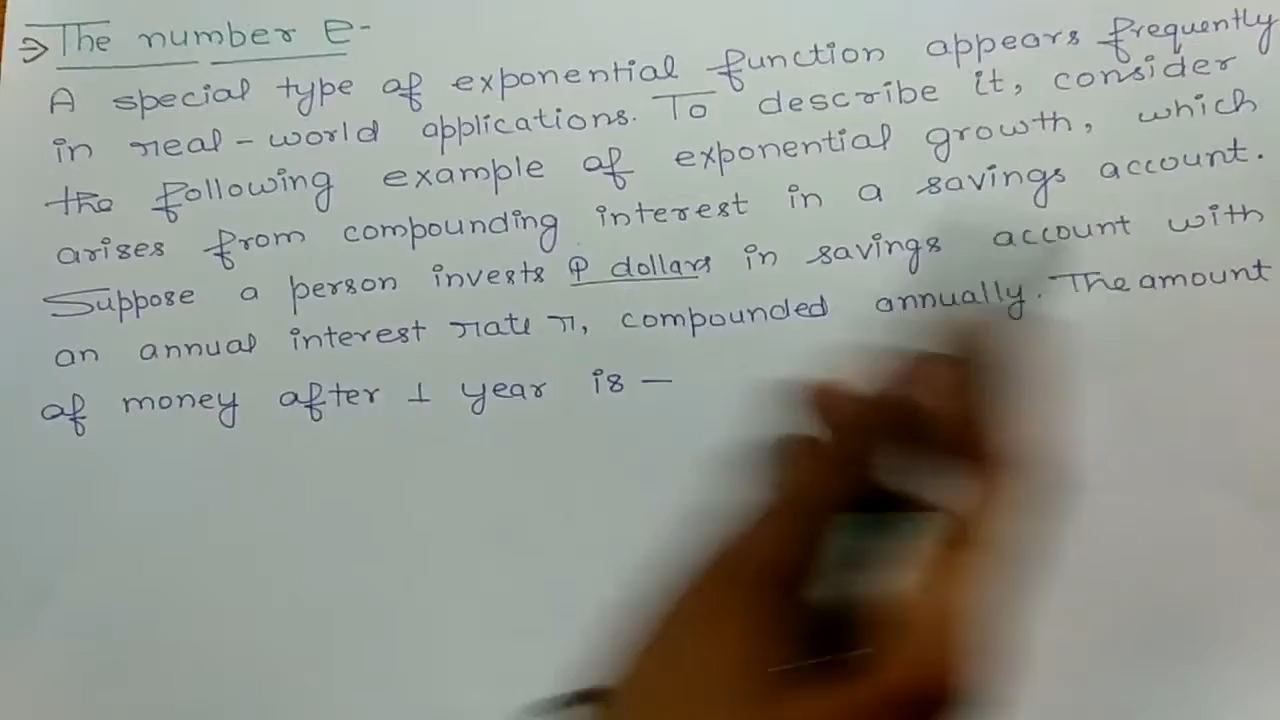 ⇒ The number e-
A special type of exponential function appears frequently
in real-world applications. To describe it, consider
the following example of exponential growth, which
arises from compounding interest in a savings account.
Suppose a person invests P dollars in savings account with
an annual interest rate r, compounded annually. The amount
of money after 1 year is —